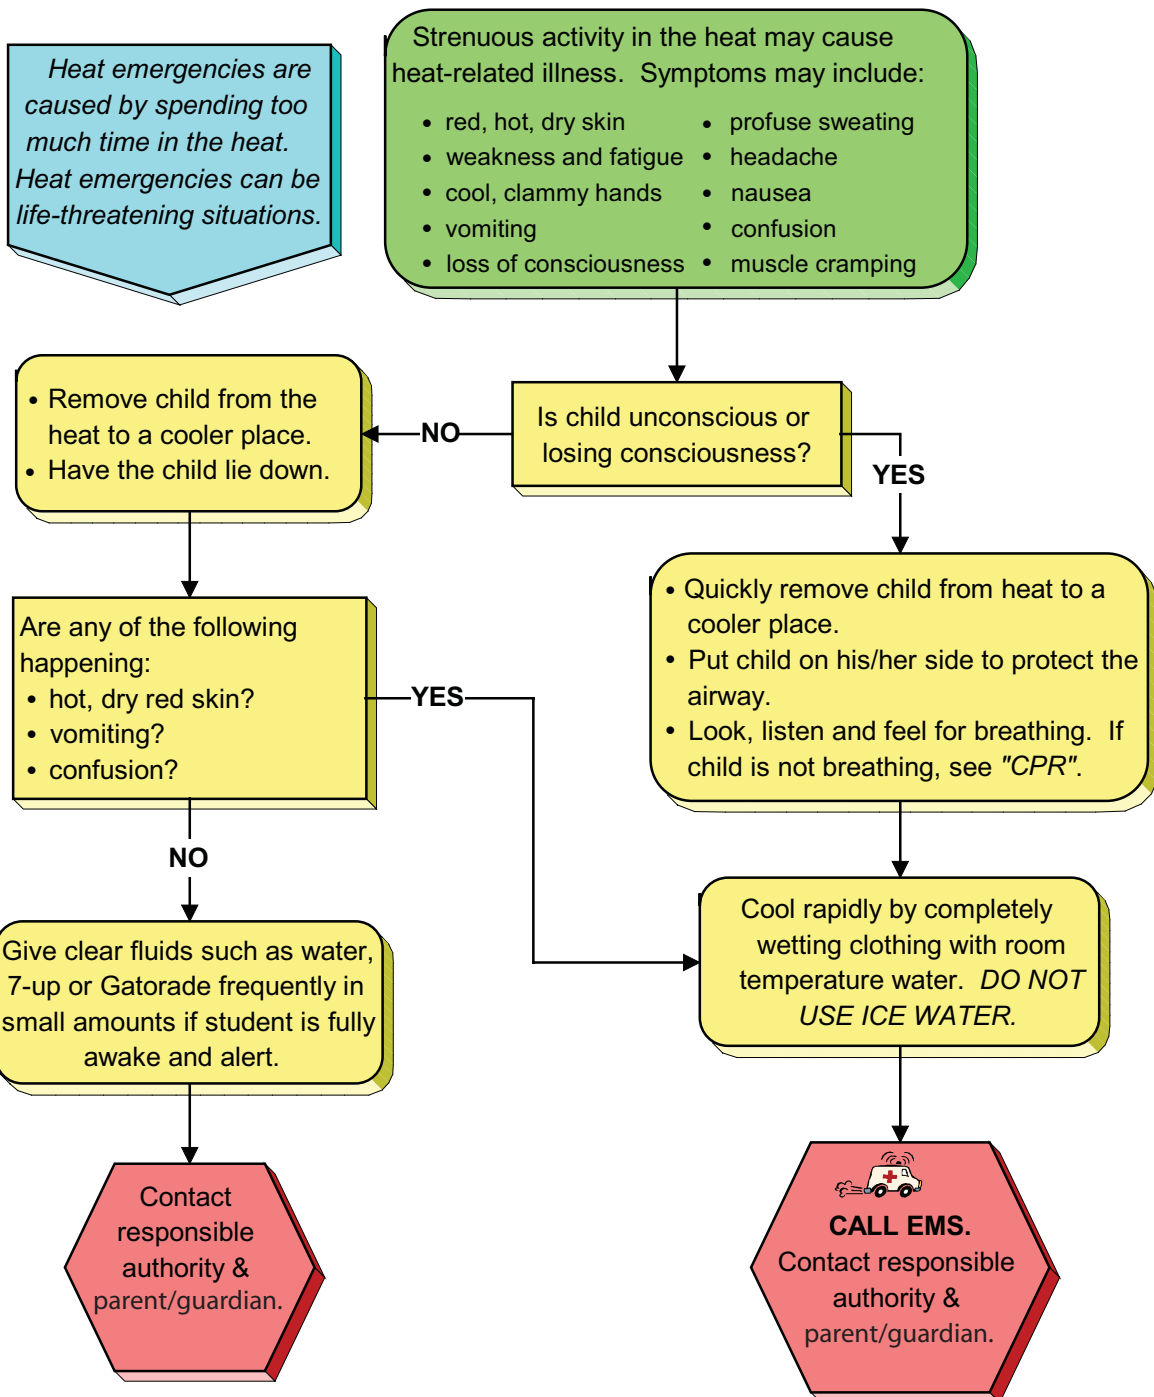 Heat emergencies are
caused by spending too
much time in the heat.
Heat emergencies can be
life-threatening situations.
Strenuous activity in the heat may cause
heat-related illness.  Symptoms may include:
• red, hot, dry skin
• weakness and fatigue
• cool, clammy hands
• vomiting
• loss of consciousness
• profuse sweating
• headache
• nausea
• confusion
• muscle cramping
Is child unconscious or
losing consciousness?
NO
YES
• Remove child from the
heat to a cooler place.
• Have the child lie down.
Are any of the following
happening:
• hot, dry red skin?
• vomiting?
• confusion?
YES
NO
• Quickly remove child from heat to a
cooler place.
• Put child on his/her side to protect the
airway.
• Look, listen and feel for breathing.  If
child is not breathing, see "CPR".
Give clear fluids such as water,
7-up or Gatorade frequently in
small amounts if student is fully
awake and alert.
Cool rapidly by completely
wetting clothing with room
temperature water.  DO NOT
USE ICE WATER.
Contact
responsible
authority &
parent/guardian.
CALL EMS.
Contact responsible
authority &
parent/guardian.